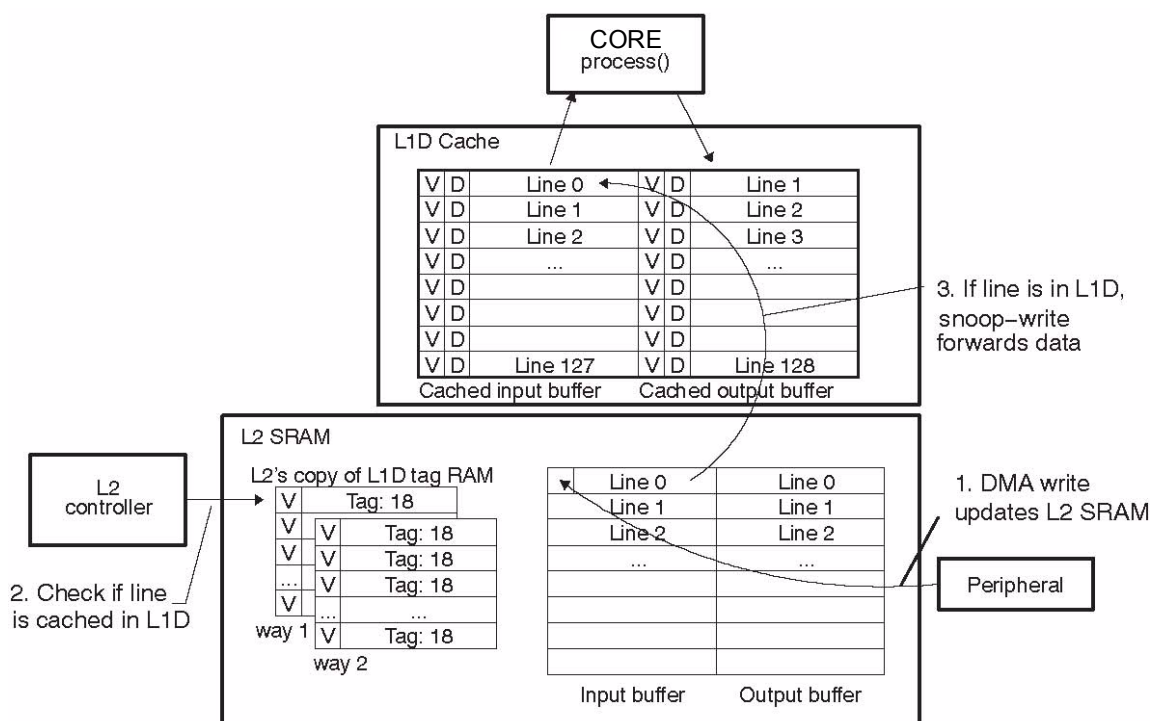 CORE
process()
L1D Cache
V D Line 0 V D Line 1
V D Line 1 V D Line 2
V D Line 2 V D Line 3
V D ... V D ...
V D V D
V D V D
V D V D
V D Line 127 V D Line 128
Cached input buffer Cached output buffer
3. If line is in L1D,
snoop–write
forwards data
L2 SRAM
L2's copy of L1D tag RAM
L2
controller
V Tag: 18
V
V
...
V
way 1
V Tag: 18
V Tag: 18
V Tag: 18
... ...
V Tag: 18
way 2
2. Check if line
is cached in L1D
Line 0 Line 0
Line 1 Line 1
Line 2 Line 2
... ...
Input buffer Output buffer
1. DMA write
updates L2 SRAM
Peripheral